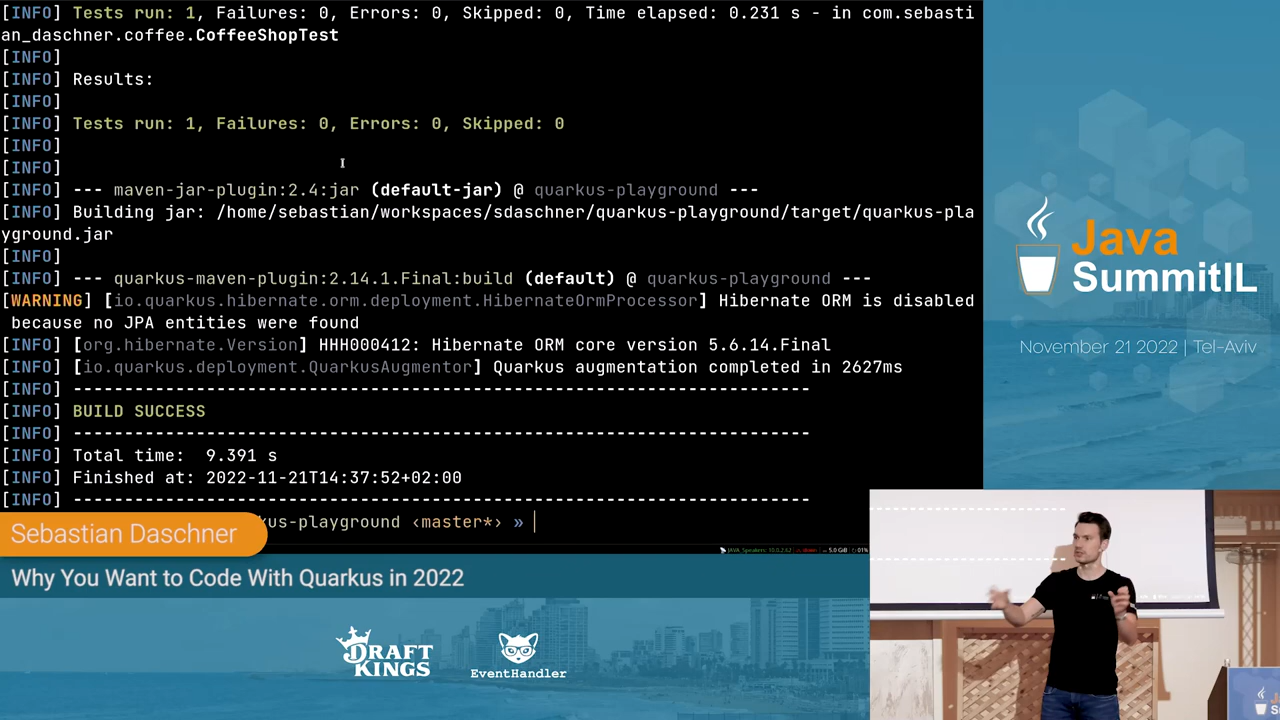 [INFO] Tests run: 1, Failures: 0, Errors: 0, Skipped: 0, Time elapsed: 0.231 s - in com.sebasti
an_daschner.coffee.CoffeeShopTest
[INFO]
[INFO] Results:
[INFO]
[INFO] Tests run: 1, Failures: 0, Errors: 0, Skipped: 0
[INFO]
[INFO]
[INFO] --- maven-jar-plugin:2.4:jar (default-jar) @ quarkus-playground ---
[INFO] Building jar: /home/sebastian/workspaces/sdaschner/quarkus-playground/target/quarkus-pla
yground.jar
[INFO]
[INFO] --- quarkus-maven-plugin:2.14.1.Final:build (default) @ quarkus-playground ---
[WARNING] [io.quarkus.hibernate.orm.deployment.HibernateOrmProcessor] Hibernate ORM is disabled
because no JPA entities were found
[INFO] [org.hibernate.Version] HHH000412: Hibernate ORM core version 5.6.14.Final
[INFO] [io.quarkus.deployment.QuarkusAugmentor] Quarkus augmentation completed in 2627ms
[INFO] ------------------------------------------------------------------------
[INFO] BUILD SUCCESS
[INFO] ------------------------------------------------------------------------
[INFO] Total time:  9.391 s
[INFO] Finished at: 2022-11-21T14:37:52+02:00
[INFO] ------------------------------------------------------------------------
kus-playground ‹master*› »
Java
SummitIL
November 21 2022 | Tel-Aviv
Sebastian Daschner
Why You Want to Code With Quarkus in 2022
DRAFT
KINGS
EventHandler